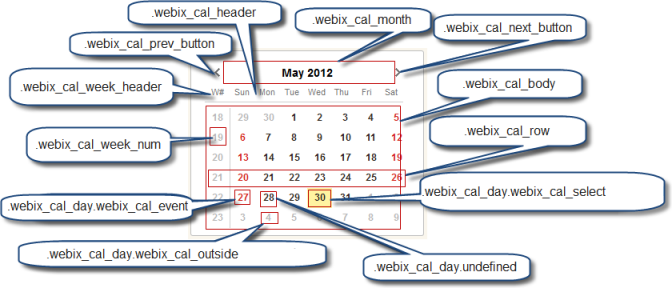 .webix_cal_header
.webix_cal_month
.webix_cal_prev_button
.webix_cal_next_button
May 2012
.webix_cal_week_header
.webix_cal_body
W# Sun Mon Tue Wed Thu Fri Sat
18 29 30 1 2 3 4 5
.webix_cal_row
19 6 7 8 9 10 11 12
.webix_cal_week_num
20 13 14 15 16 17 18 19
21 20 21 22 23 24 25 26
.webix_cal_day.webix_cal_select
22 27 28 29 30 31
.webix_cal_day.webix_cal_event
23 3 4 5 7 8 9
.webix_cal_day.webix_cal_outside
.webix_cal_day.undefined